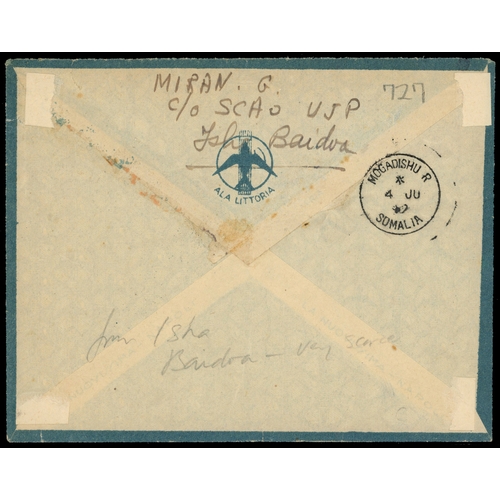 MIRAN. G.
C/O SCAO USP
Isha Baidoa
727
ALA LITTORIA
MOGADISHU R
*
4 JU
SOMALIA
from Isha
Baidoa – very scarce